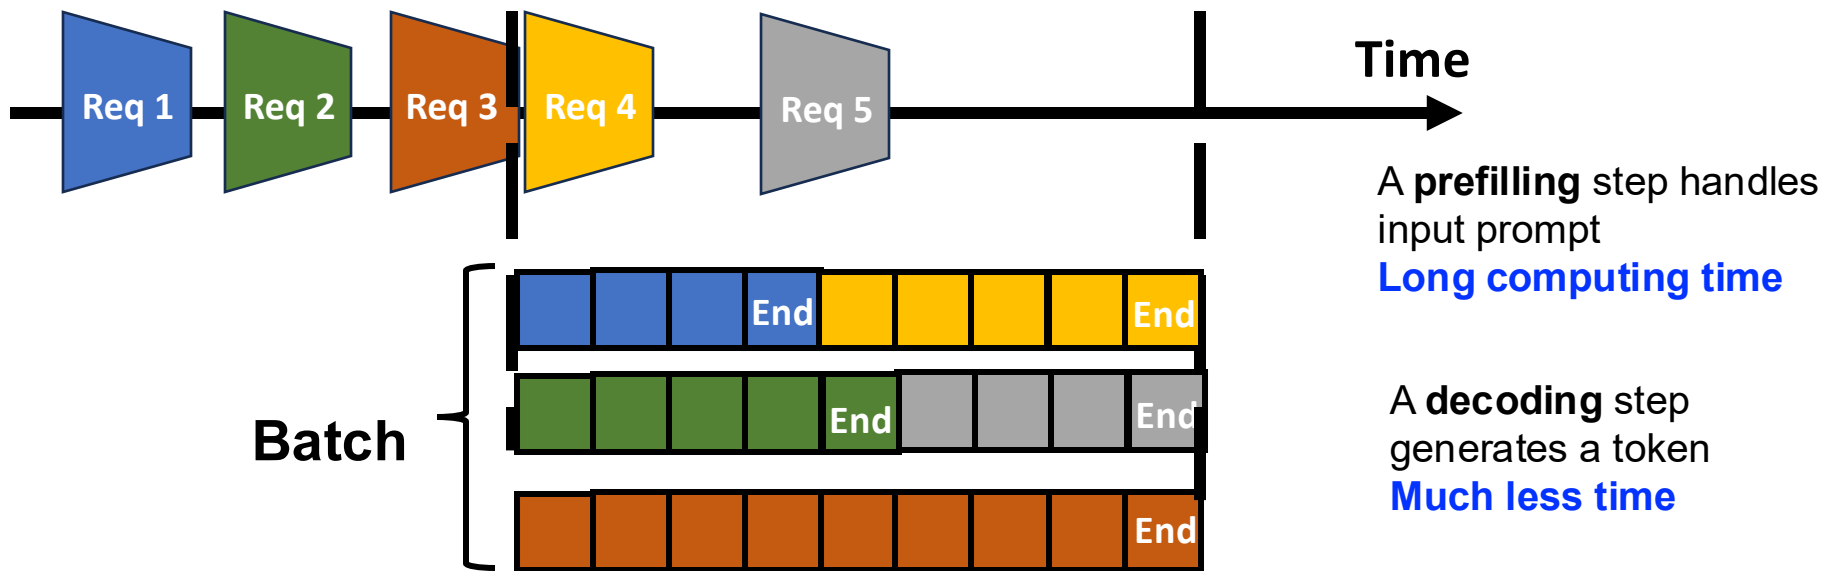 Req 1
Req 2
Req 3
Req 4
Req 5
Time
A prefilling step handles
input prompt
Long computing time
Batch
End
End
End
End
End
A decoding step
generates a token
Much less time